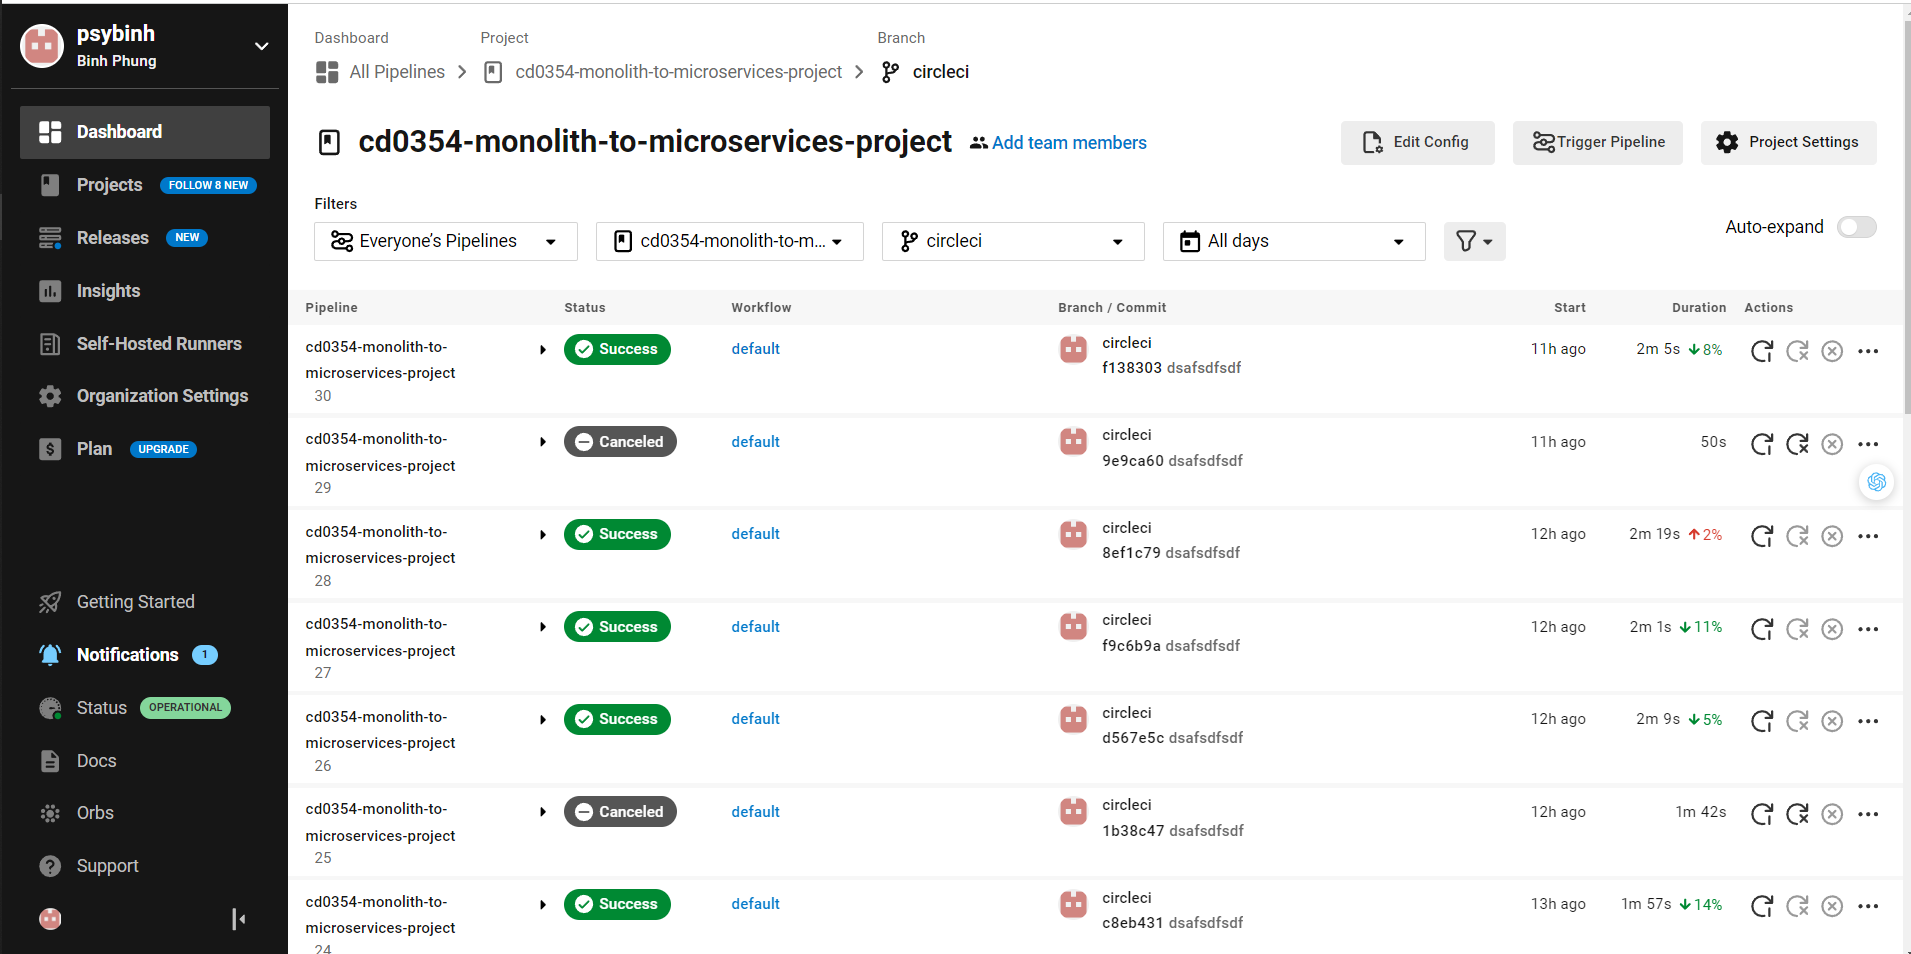 psybinh
Binh Phung
Dashboard
Projects FOLLOW 8 NEW
Releases NEW
Insights
Self-Hosted Runners
Organization Settings
Plan UPGRADE
Getting Started
Notifications 1
Status OPERATIONAL
Docs
Orbs
Support
Dashboard Project Branch
All Pipelines cd0354-monolith-to-microservices-project circleci
cd0354-monolith-to-microservices-project Add team members
Edit Config Trigger Pipeline Project Settings
Filters
Everyone’s Pipelines cd0354-monolith-to-m... circleci All days
Auto-expand
Pipeline Status Workflow Branch / Commit Start Duration Actions
cd0354-monolith-to-
microservices-project
30
Success default
circleci
f138303 dsafsdfsdf
11h ago 2m 5s 8%
cd0354-monolith-to-
microservices-project
29
Canceled default
circleci
9e9ca60 dsafsdfsdf
11h ago 50s
cd0354-monolith-to-
microservices-project
28
Success default
circleci
8ef1c79 dsafsdfsdf
12h ago 2m 19s 2%
cd0354-monolith-to-
microservices-project
27
Success default
circleci
f9c6b9a dsafsdfsdf
12h ago 2m 1s 11%
cd0354-monolith-to-
microservices-project
26
Success default
circleci
d567e5c dsafsdfsdf
12h ago 2m 9s 5%
cd0354-monolith-to-
microservices-project
25
Canceled default
circleci
1b38c47 dsafsdfsdf
12h ago 1m 42s
cd0354-monolith-to-
microservices-project
24
Success default
circleci
c8eb431 dsafsdfsdf
13h ago 1m 57s 14%